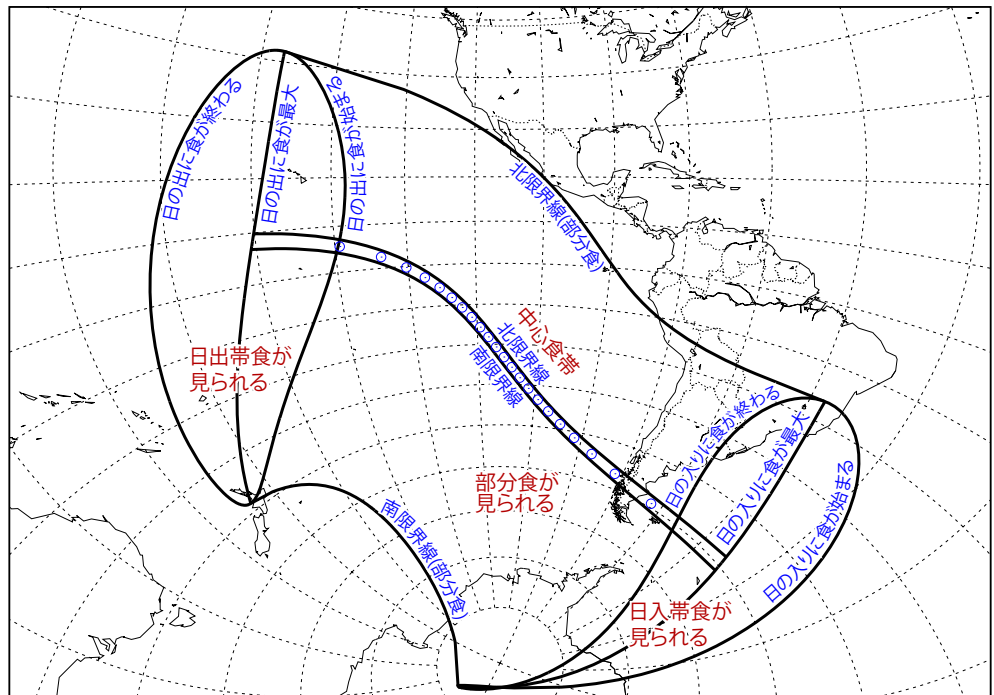 日の出に食が終わる
日の出に食が最大
日の出に食が始まる
北限界線(部分食)
中心食帯
北限界線
南限界線
日出帯食が
見られる
日の入りに食が終わる
日の入りに食が最大
日の入りに食が始まる
部分食が
見られる
南限界線(部分食)
日入帯食が
見られる